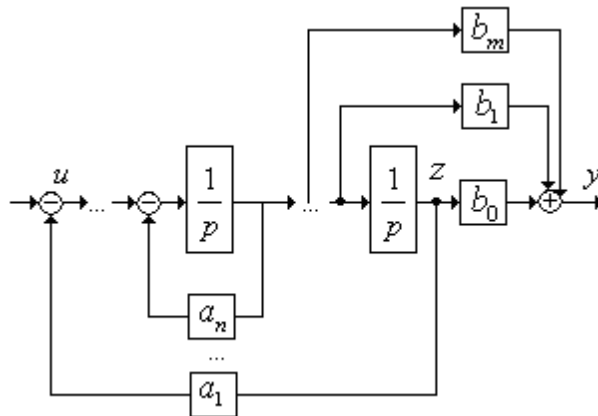 b_m
b_1
u ... − − 1/p ... 1/p z b_0 + y
a_n
...
a_1